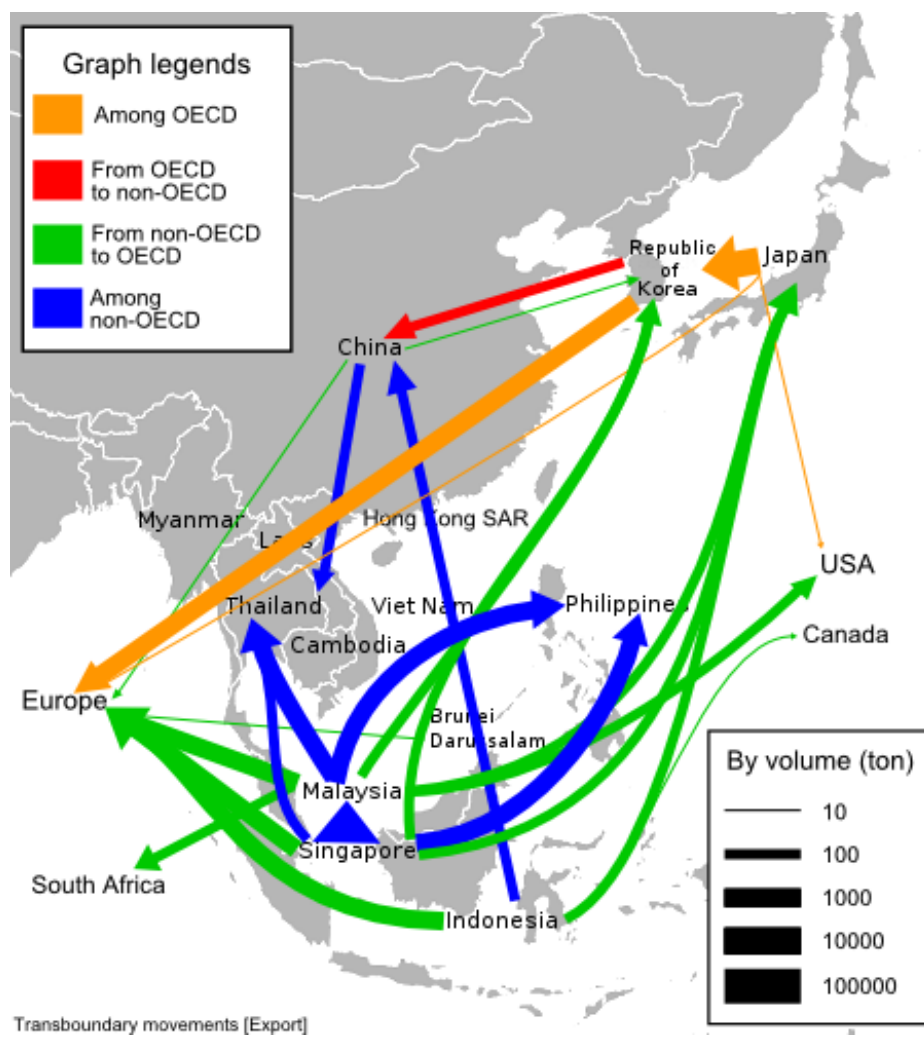 Graph legends
Among OECD
From OECD
to non-OECD
From non-OECD
to OECD
Among
non-OECD
Republic
of
Korea
Japan
China
Myanmar
Laos
Hong Kong SAR
Thailand
Viet Nam
Philippines
Cambodia
USA
Canada
Europe
Brunei
Darussalam
Malaysia
Singapore
South Africa
Indonesia
By volume (ton)
10
100
1000
10000
100000
Transboundary movements [Export]